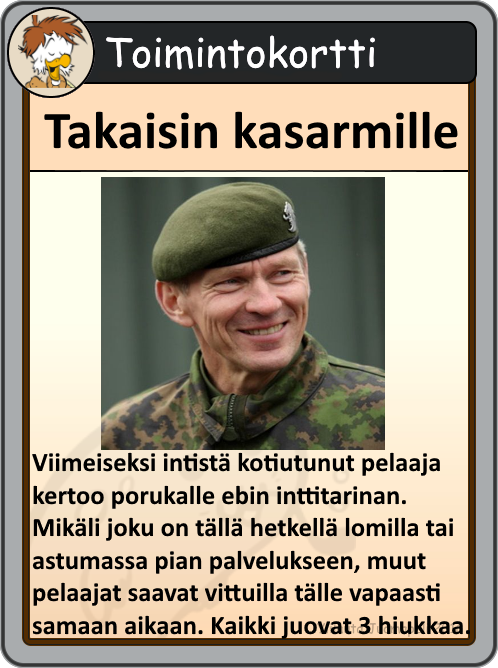 Toimintokortti
Takaisin kasarmille
Viimeiseksi intistä kotiutunut pelaaja
kertoo porukalle ebin inttitarinan.
Mikäli joku on tällä hetkellä lomilla tai
astumassa pian palvelukseen, muut
pelaajat saavat vittuilla tälle vapaasti
samaan aikaan. Kaikki juovat 3 hiukkaa.